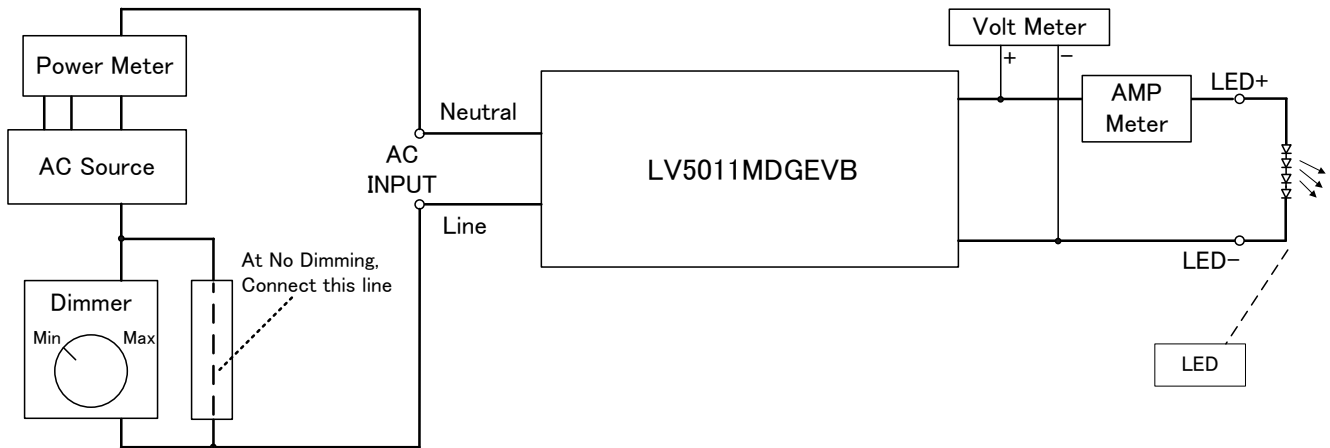 Volt Meter
+ -
Power Meter
AMP
Meter
LED+
Neutral
AC Source
AC
INPUT
LV5011MDGEVB
Line
At No Dimming,
Connect this line
LED-
Dimmer
Min
Max
LED